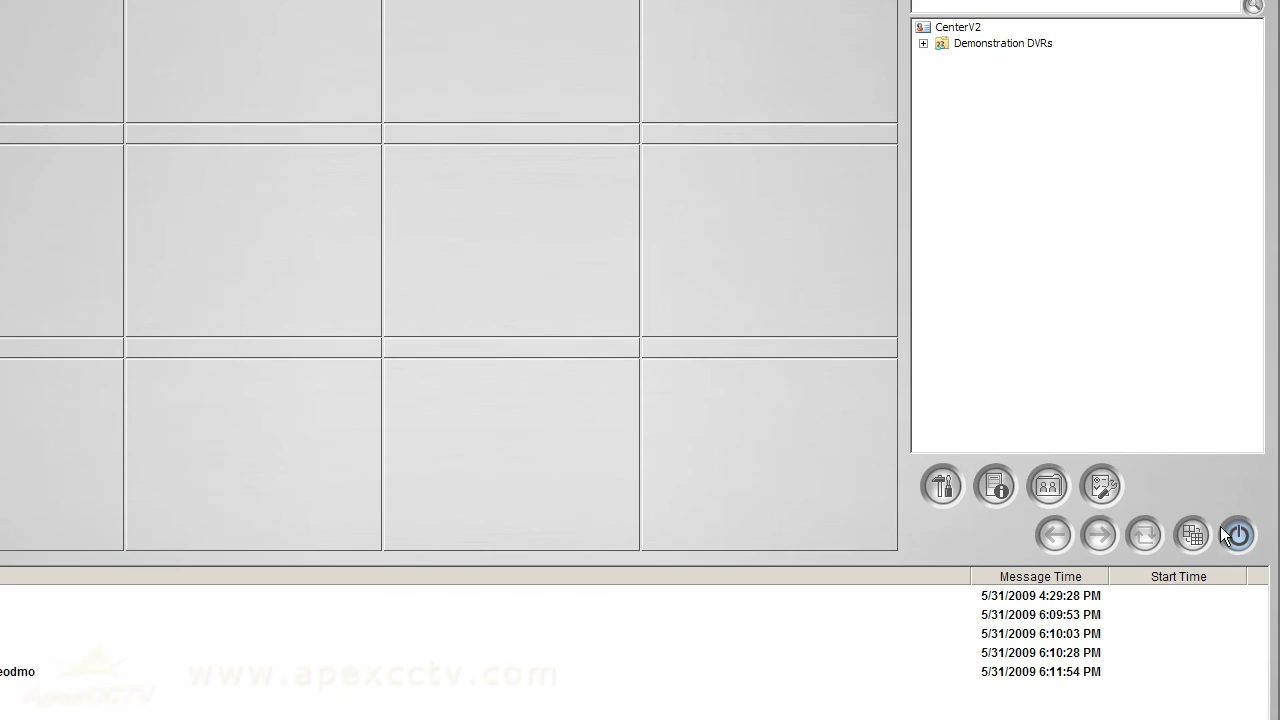 CenterV2
Demonstration DVRs
Message Time
Start Time
5/31/2009 4:29:28 PM
5/31/2009 6:09:53 PM
5/31/2009 6:10:03 PM
5/31/2009 6:10:28 PM
eodmo
5/31/2009 6:11:54 PM
www.apexcctv.com
ApexCCTV